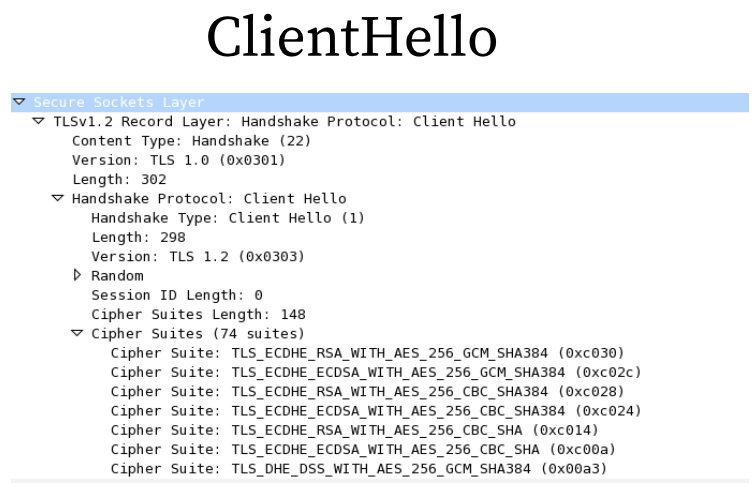 ClientHello
Secure Sockets Layer
TLSv1.2 Record Layer: Handshake Protocol: Client Hello
Content Type: Handshake (22)
Version: TLS 1.0 (0x0301)
Length: 302
Handshake Protocol: Client Hello
Handshake Type: Client Hello (1)
Length: 298
Version: TLS 1.2 (0x0303)
Random
Session ID Length: 0
Cipher Suites Length: 148
Cipher Suites (74 suites)
Cipher Suite: TLS_ECDHE_RSA_WITH_AES_256_GCM_SHA384 (0xc030)
Cipher Suite: TLS_ECDHE_ECDSA_WITH_AES_256_GCM_SHA384 (0xc02c)
Cipher Suite: TLS_ECDHE_RSA_WITH_AES_256_CBC_SHA384 (0xc028)
Cipher Suite: TLS_ECDHE_ECDSA_WITH_AES_256_CBC_SHA384 (0xc024)
Cipher Suite: TLS_ECDHE_RSA_WITH_AES_256_CBC_SHA (0xc014)
Cipher Suite: TLS_ECDHE_ECDSA_WITH_AES_256_CBC_SHA (0xc00a)
Cipher Suite: TLS_DHE_DSS_WITH_AES_256_GCM_SHA384 (0x00a3)